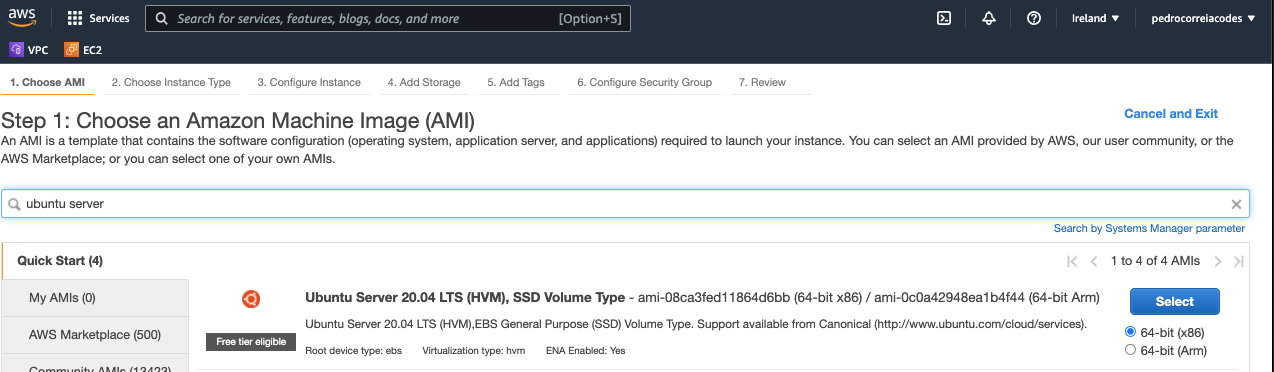 aws Services Search for services, features, blogs, docs, and more [Option+S] Ireland pedrocorreiacodes
VPC EC2
1. Choose AMI 2. Choose Instance Type 3. Configure Instance 4. Add Storage 5. Add Tags 6. Configure Security Group 7. Review
Step 1: Choose an Amazon Machine Image (AMI)
Cancel and Exit
An AMI is a template that contains the software configuration (operating system, application server, and applications) required to launch your instance. You can select an AMI provided by AWS, our user community, or the
AWS Marketplace; or you can select one of your own AMIs.
ubuntu server
Search by Systems Manager parameter
Quick Start (4)
1 to 4 of 4 AMIs
My AMIs (0)
AWS Marketplace (500)
Community AMIs (13423)
Ubuntu Server 20.04 LTS (HVM), SSD Volume Type - ami-08ca3fed11864d6bb (64-bit x86) / ami-0c0a42948ea1b4f44 (64-bit Arm)
Free tier eligible
Ubuntu Server 20.04 LTS (HVM),EBS General Purpose (SSD) Volume Type. Support available from Canonical (http://www.ubuntu.com/cloud/services).
Root device type: ebs Virtualization type: hvm ENA Enabled: Yes
Select
64-bit (x86)
64-bit (Arm)